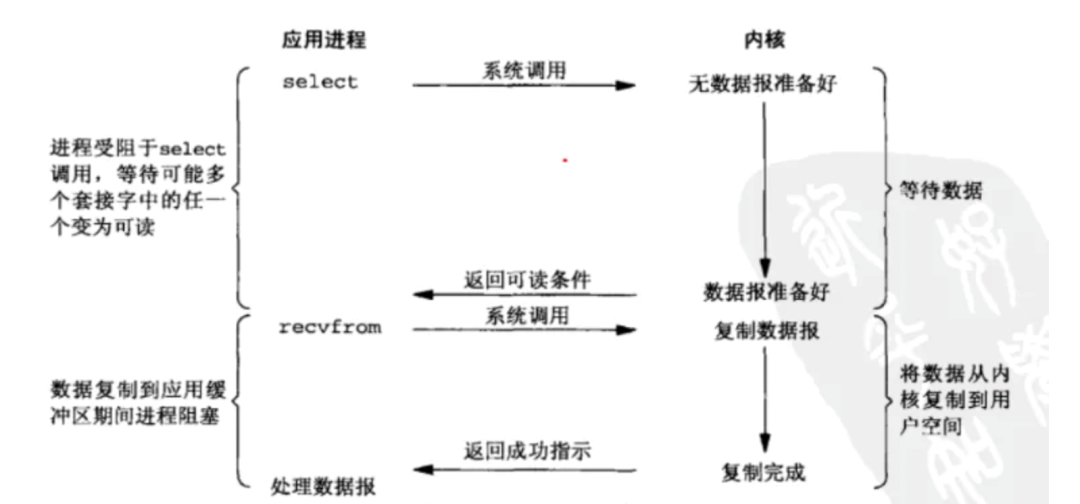 应用进程
内核
select
系统调用
无数据报准备好
进程受阻于select
调用，等待可能多
个套接字中的任一
个变为可读
等待数据
返回可读条件
数据报准备好
recvfrom
系统调用
复制数据报
数据复制到应用缓
冲区期间进程阻塞
将数据从内
核复制到用
户空间
返回成功指示
复制完成
处理数据报